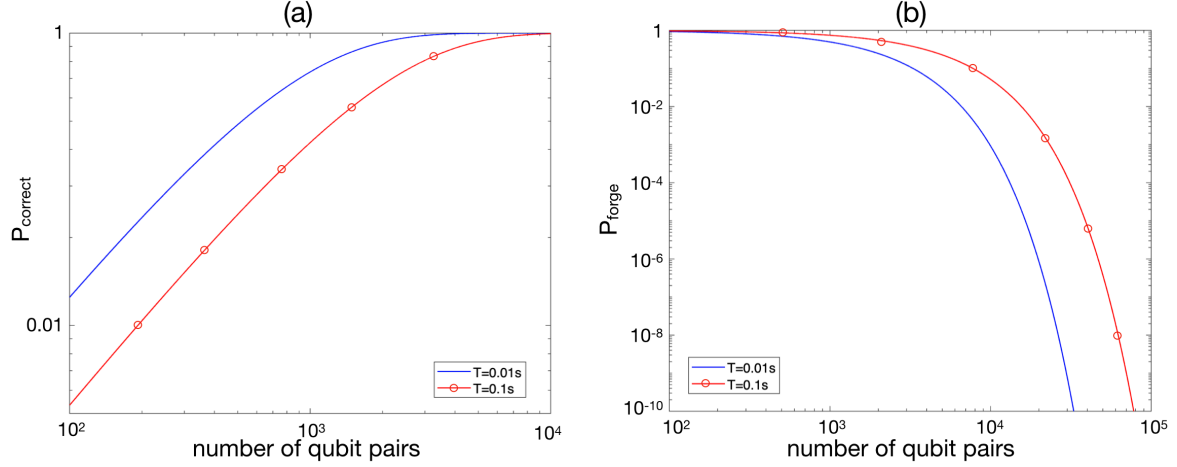 (a)
1
0.01
P_correct
10^2
10^3
10^4
number of qubit pairs
T=0.01s
T=0.1s
(b)
1
10^-2
10^-4
10^-6
10^-8
10^-10
P_forge
10^2
10^3
10^4
10^5
number of qubit pairs
T=0.01s
T=0.1s